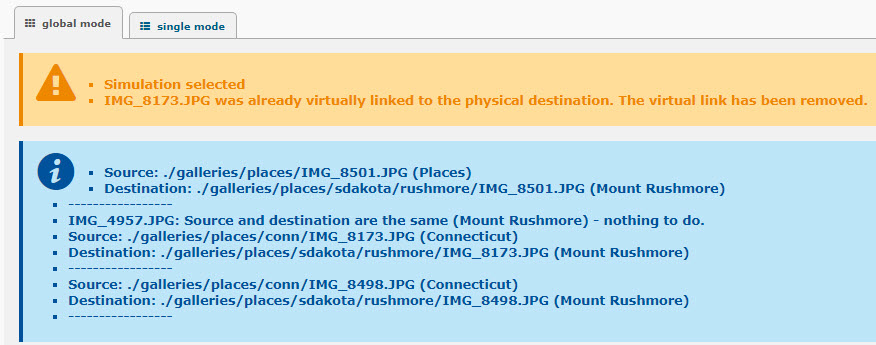 global mode
single mode
Simulation selected
IMG_8173.JPG was already virtually linked to the physical destination. The virtual link has been removed.
Source: ./galleries/places/IMG_8501.JPG (Places)
Destination: ./galleries/places/sdakota/rushmore/IMG_8501.JPG (Mount Rushmore)
-----------------
IMG_4957.JPG: Source and destination are the same (Mount Rushmore) - nothing to do.
Source: ./galleries/places/conn/IMG_8173.JPG (Connecticut)
Destination: ./galleries/places/sdakota/rushmore/IMG_8173.JPG (Mount Rushmore)
-----------------
Source: ./galleries/places/conn/IMG_8498.JPG (Connecticut)
Destination: ./galleries/places/sdakota/rushmore/IMG_8498.JPG (Mount Rushmore)
-----------------